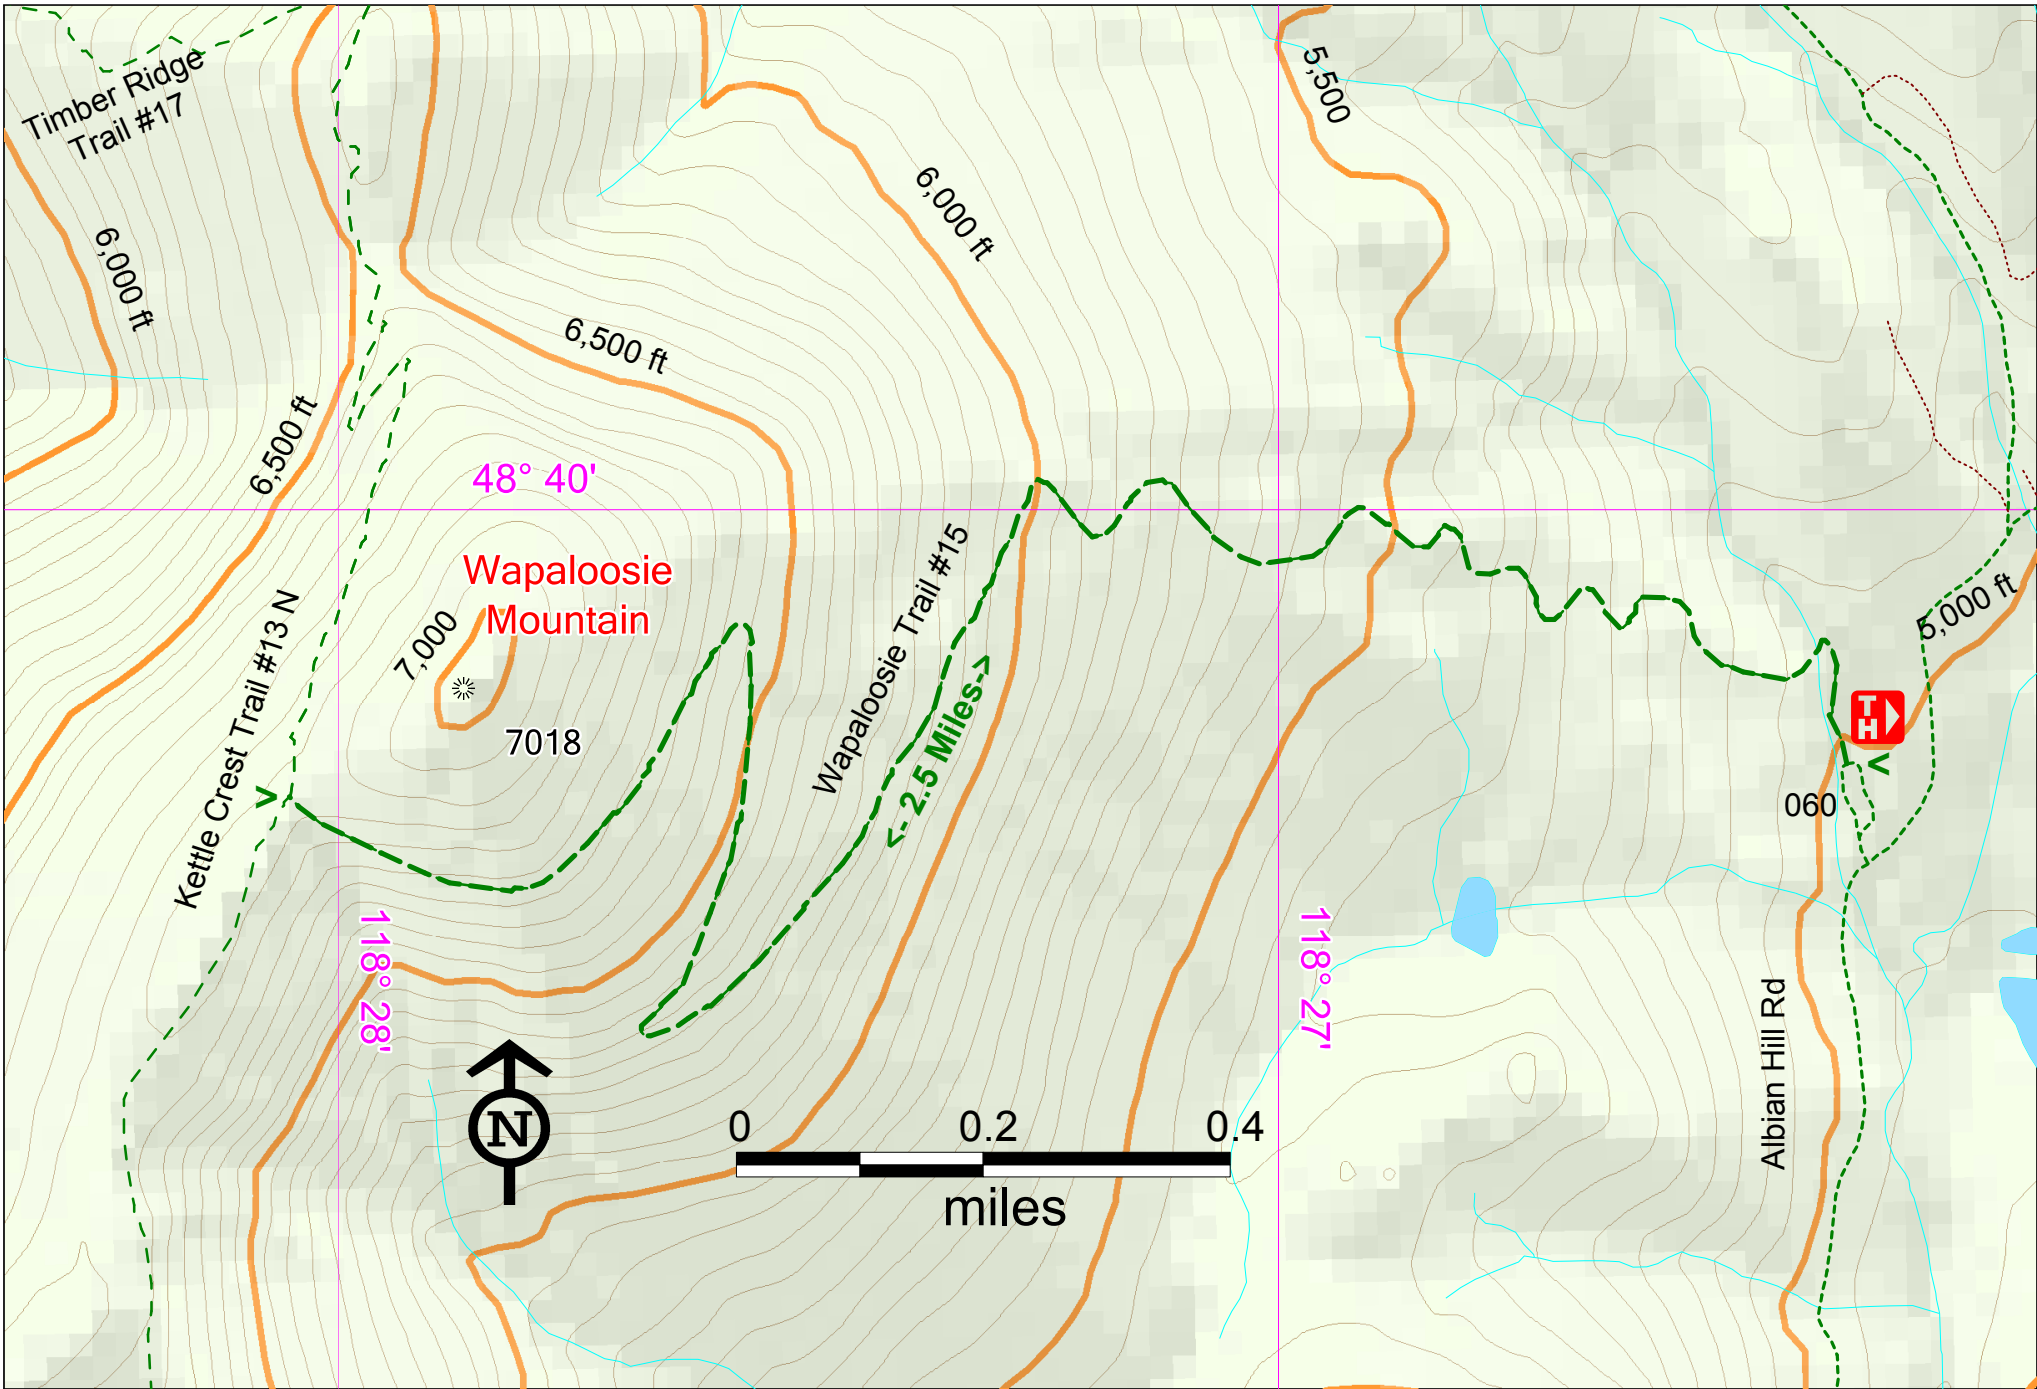 Timber Ridge
Trail #17
5,500
6,000 ft
6,000 ft
6,500 ft
6,500 ft
48° 40'
Wapaloosie
Mountain
7,000
7018
Wapaloosie Trail #15
<- 2.5 Miles->
Kettle Crest Trail #13 N
>
5,000 ft
TH
<
060
118° 28'
118° 27'
Albian Hill Rd
N
0 0.2 0.4
miles